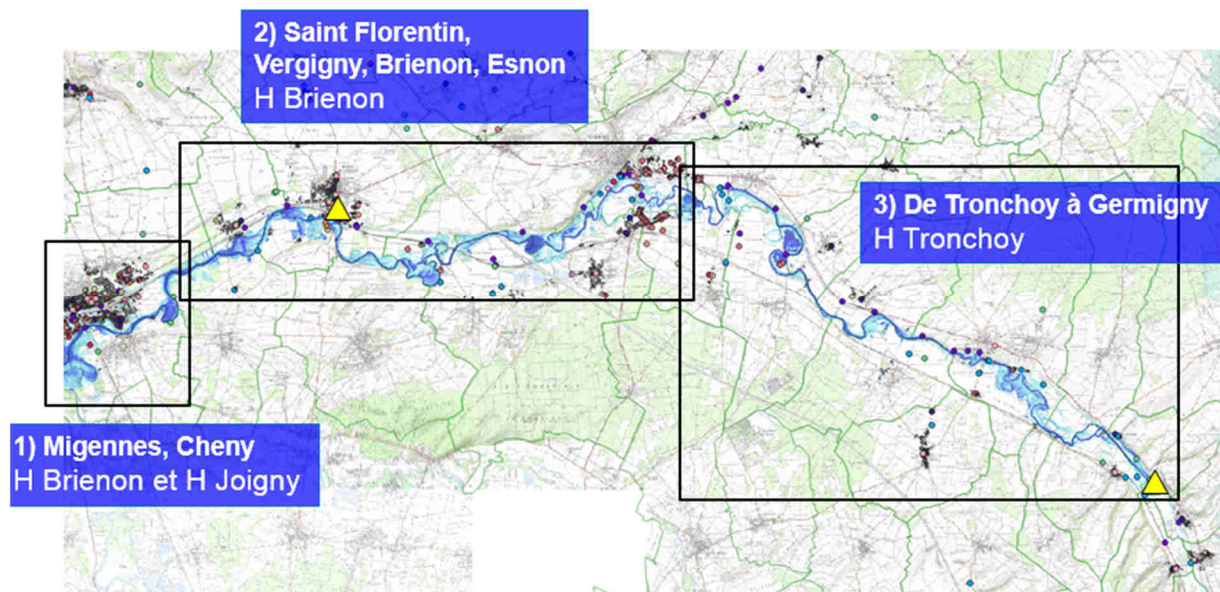 2) Saint Florentin,
Vergigny, Brienon, Esnon
H Brienon
3) De Tronchoy à Germigny
H Tronchoy
1) Migennes, Cheny
H Brienon et H Joigny